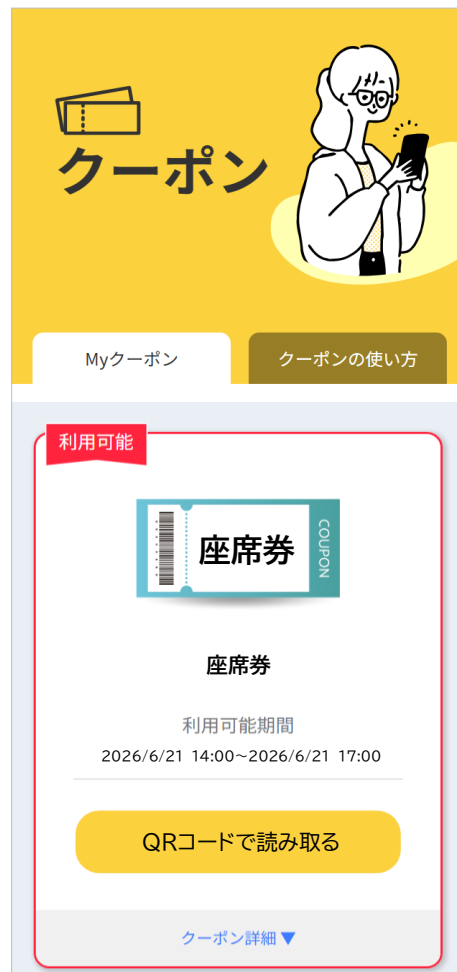 クーポン
Myクーポン
クーポンの使い方
利用可能
座席券
COUPON
座席券
利用可能期間
2026/6/21 14:00~2026/6/21 17:00
QRコードで読み取る
クーポン詳細▼